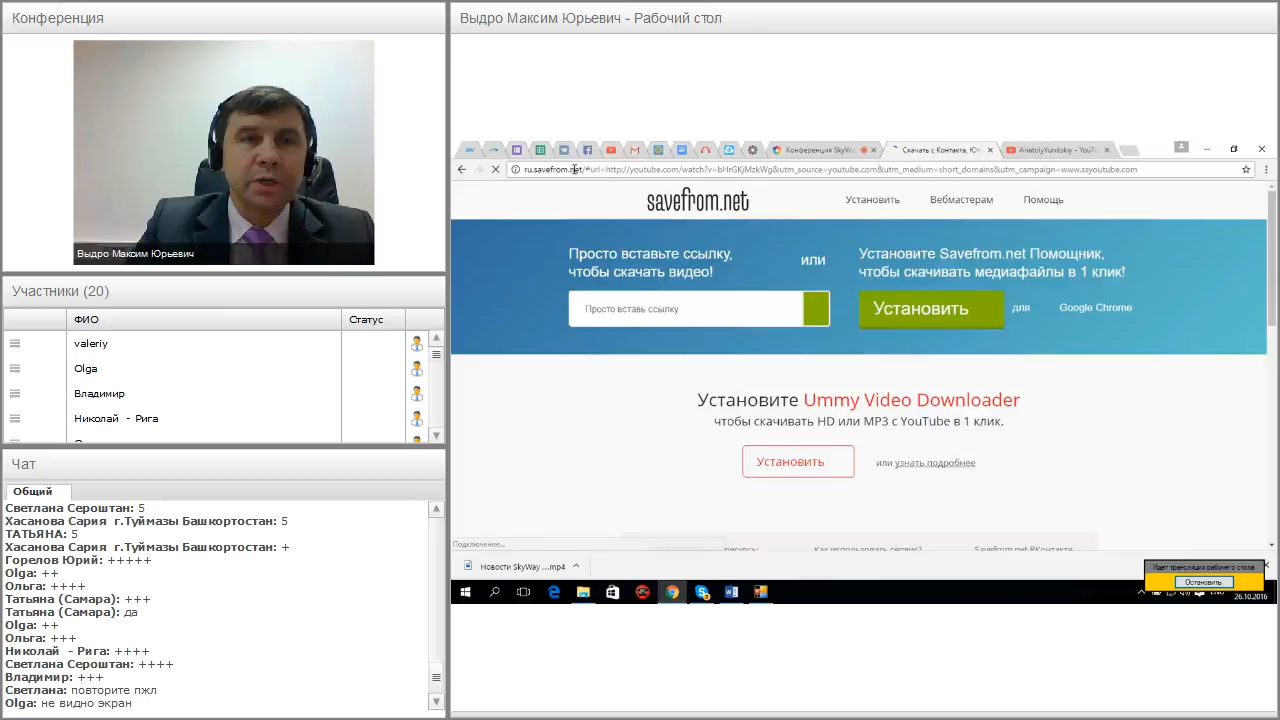 Конференция
Выдро Максим Юрьевич
Участники (20)
ФИО
Статус
valeriy
Olga
Владимир
Николай - Рига
Чат
Общий
Светлана Сероштан: 5
Хасанова Сария г.Туймазы Башкортостан: 5
ТАТЬЯНА: 5
Хасанова Сария г.Туймазы Башкортостан: +
Горелов Юрий: +++++
Olga: ++
Ольга: ++++
Татьяна (Самара): +++
Татьяна (Самара): да
Olga: ++
Ольга: +++
Николай - Рига: ++++
Светлана Сероштан: ++++
Владимир: +++
Светлана: повторите пжл
Olga: не видно экран
Выдро Максим Юрьевич - Рабочий стол
Конференция SkyWa
Скачать с Контакта, Ют
AnatolyYunitskiy - YouT
ru.savefrom.net/#url=http://youtube.com/watch?v=bHrGKjMzkWg&utm_source=youtube.com&utm_medium=short_domains&utm_campaign=www.ssyoutube.com
savefrom.net
Установить
Вебмастерам
Помощь
Просто вставьте ссылку,
чтобы скачать видео!
или
Просто вставь ссылку
Установите Savefrom.net Помощник,
чтобы скачивать медиафайлы в 1 клик!
Установить
для
Google Chrome
Установите Ummy Video Downloader
чтобы скачивать HD или MP3 с YouTube в 1 клик.
Установить
или узнать подробнее
Подключение...
ресурсы
Как использовать сервис?
Savefrom.net ВКонтакте
Новости SkyWay ....mp4
Идет трансляция рабочего стола
Остановить
26.10.2016